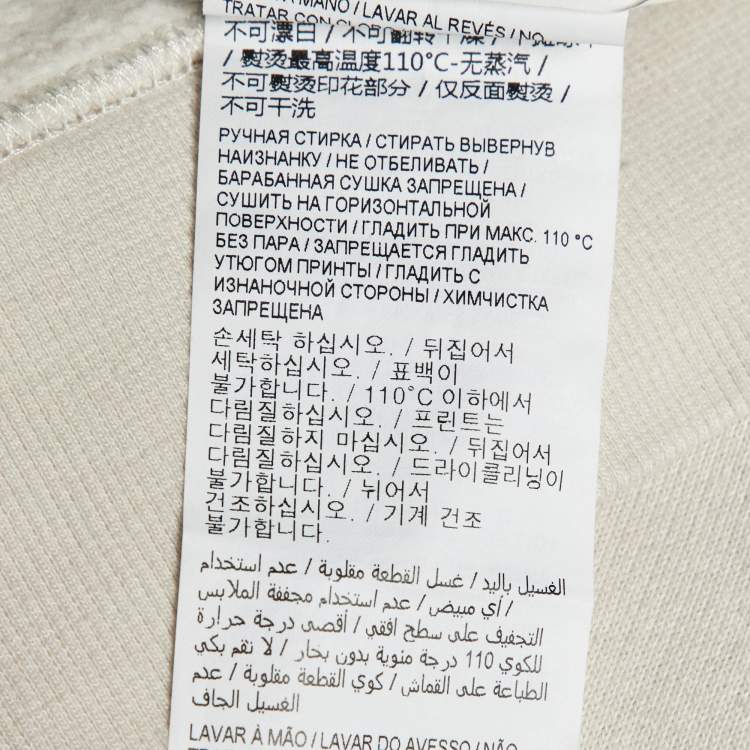 MANO / LAVAR AL REVÉS / NO
TRATAR CON
不可漂白 / 不可翻转干燥 /
/ 熨烫最高温度110°C-无蒸汽 /
不可熨烫印花部分 / 仅反面熨烫 /
不可干洗
РУЧНАЯ СТИРКА / СТИРАТЬ ВЫВЕРНУВ
НАИЗНАНКУ / НЕ ОТБЕЛИВАТЬ /
БАРАБАННАЯ СУШКА ЗАПРЕЩЕНА /
СУШИТЬ НА ГОРИЗОНТАЛЬНОЙ
ПОВЕРХНОСТИ / ГЛАДИТЬ ПРИ МАКС. 110 °C
БЕЗ ПАРА / ЗАПРЕЩАЕТСЯ ГЛАДИТЬ
УТЮГОМ ПРИНТЫ / ГЛАДИТЬ С
ИЗНАНОЧНОЙ СТОРОНЫ / ХИМЧИСТКА
ЗАПРЕЩЕНА
손세탁 하십시오. / 뒤집어서
세탁하십시오. / 표백이
불가합니다. / 110°C 이하에서
다림질하십시오. / 프린트는
다림질하지 마십시오. / 뒤집어서
다림질하십시오. / 드라이클리닝이
불가합니다. / 뉘어서
건조하십시오. / 기계 건조
불가합니다.
الغسيل باليد / غسل القطعة مقلوبة / عدم استخدام
/ أي مبيض / عدم استخدام مجففة الملابس
التجفيف على سطح افقي / أقصى درجة حرارة
للكوي 110 درجة مئوية بدون بخار / لا تقم بكي
الطباعة على القماش / كوي القطعة مقلوبة / عدم
الغسيل الجاف
LAVAR À MÃO / LAVAR DO AVESSO / NÃO